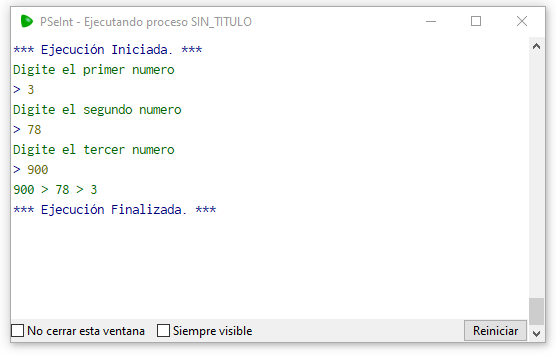 PSeInt - Ejecutando proceso SIN_TITULO
*** Ejecución Iniciada. ***
Digite el primer numero
> 3
Digite el segundo numero
> 78
Digite el tercer numero
> 900
900 > 78 > 3
*** Ejecución Finalizada. ***
No cerrar esta ventana Siempre visible Reiniciar